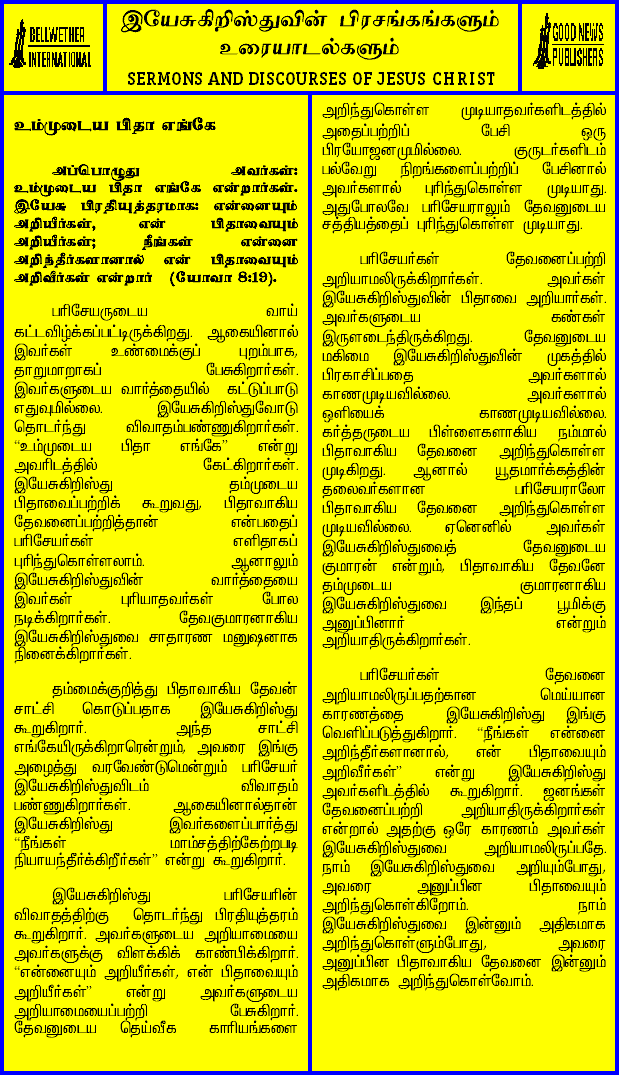 BELLWETHER
INTERNATIONAL
இயேசுகிறிஸ்துவின் பிரசங்கங்களும்
உரையாடல்களும்
SERMONS AND DISCOURSES OF JESUS CHRIST
GOOD NEWS
PUBLISHERS
உம்முடைய பிதா எங்கே
அப்பொழுது அவர்கள்:
உம்முடைய பிதா எங்கே என்றார்கள்.
இயேசு பிரதியுத்தரமாக: என்னையும்
அறியீர்கள், என் பிதாவையும்
அறியீர்கள்; நீங்கள் என்னை
அறிந்தீர்களானால் என் பிதாவையும்
அறிவீர்கள் என்றார் (யோவா 8:19).
பரிசேயருடைய வாய்
கட்டவிழ்க்கப்பட்டிருக்கிறது. ஆகையினால்
இவர்கள் உண்மைக்குப் புறம்பாக,
தாறுமாறாகப் பேசுகிறார்கள்.
இவர்களுடைய வார்த்தையில் கட்டுப்பாடு
எதுவுமில்லை. இயேசுகிறிஸ்துவோடு
தொடர்ந்து விவாதம்பண்ணுகிறார்கள்.
“உம்முடைய பிதா எங்கே” என்று
அவரிடத்தில் கேட்கிறார்கள்.
இயேசுகிறிஸ்து தம்முடைய
பிதாவைப்பற்றிக் கூறுவது, பிதாவாகிய
தேவனைப்பற்றித்தான் என்பதைப்
பரிசேயர்கள் எளிதாகப்
புரிந்துகொள்ளலாம். ஆனாலும்
இயேசுகிறிஸ்துவின் வார்த்தையை
இவர்கள் புரியாதவர்கள் போல
நடிக்கிறார்கள். தேவகுமாரனாகிய
இயேசுகிறிஸ்துவை சாதாரண மனுஷனாக
நினைக்கிறார்கள்.
தம்மைக்குறித்து பிதாவாகிய தேவன்
சாட்சி கொடுப்பதாக இயேசுகிறிஸ்து
கூறுகிறார். அந்த சாட்சி
எங்கேயிருக்கிறாரென்றும், அவரை இங்கு
அழைத்து வரவேண்டுமென்றும் பரிசேயர்
இயேசுகிறிஸ்துவிடம் விவாதம்
பண்ணுகிறார்கள். ஆகையினால்தான்
இயேசுகிறிஸ்து இவர்களைப்பார்த்து
“நீங்கள் மாம்சத்திற்கேற்றபடி
நியாயந்தீர்க்கிறீர்கள்” என்று கூறுகிறார்.
இயேசுகிறிஸ்து பரிசேயரின்
விவாதத்திற்கு தொடர்ந்து பிரதியுத்தரம்
கூறுகிறார். அவர்களுடைய அறியாமையை
அவர்களுக்கு விளக்கிக் காண்பிக்கிறார்.
“என்னையும் அறியீர்கள், என் பிதாவையும்
அறியீர்கள்” என்று அவர்களுடைய
அறியாமையைப்பற்றி பேசுகிறார்.
தேவனுடைய தெய்வீக காரியங்களை
அறிந்துகொள்ள முடியாதவர்களிடத்தில்
அதைப்பற்றிப் பேசி ஒரு
பிரயோஜனமுமில்லை. குருடர்களிடம்
பல்வேறு நிறங்களைப்பற்றிப் பேசினால்
அவர்களால் புரிந்துகொள்ள முடியாது.
அதுபோலவே பரிசேயராலும் தேவனுடைய
சத்தியத்தைப் புரிந்துகொள்ள முடியாது.
பரிசேயர்கள் தேவனைப்பற்றி
அறியாமலிருக்கிறார்கள். அவர்கள்
இயேசுகிறிஸ்துவின் பிதாவை அறியார்கள்.
அவர்களுடைய கண்கள்
இருளடைந்திருக்கிறது. தேவனுடைய
மகிமை இயேசுகிறிஸ்துவின் முகத்தில்
பிரகாசிப்பதை அவர்களால்
காணமுடியவில்லை. அவர்களால்
ஒளியைக் காணமுடியவில்லை.
கர்த்தருடைய பிள்ளைகளாகிய நம்மால்
பிதாவாகிய தேவனை அறிந்துகொள்ள
முடிகிறது. ஆனால் யூதமார்க்கத்தின்
தலைவர்களான பரிசேயராலோ
பிதாவாகிய தேவனை அறிந்துகொள்ள
முடியவில்லை. ஏனெனில் அவர்கள்
இயேசுகிறிஸ்துவைத் தேவனுடைய
குமாரன் என்றும், பிதாவாகிய தேவனே
தம்முடைய குமாரனாகிய
இயேசுகிறிஸ்துவை இந்தப் பூமிக்கு
அனுப்பினார் என்றும்
அறியாதிருக்கிறார்கள்.
பரிசேயர்கள் தேவனை
அறியாமலிருப்பதற்கான மெய்யான
காரணத்தை இயேசுகிறிஸ்து இங்கு
வெளிப்படுத்துகிறார். “நீங்கள் என்னை
அறிந்தீர்களானால், என் பிதாவையும்
அறிவீர்கள்” என்று இயேசுகிறிஸ்து
அவர்களிடத்தில் கூறுகிறார். ஜனங்கள்
தேவனைப்பற்றி அறியாதிருக்கிறார்கள்
என்றால் அதற்கு ஒரே காரணம் அவர்கள்
இயேசுகிறிஸ்துவை அறியாமலிருப்பதே.
நாம் இயேசுகிறிஸ்துவை அறியும்போது,
அவரை அனுப்பின பிதாவையும்
அறிந்துகொள்கிறோம். நாம்
இயேசுகிறிஸ்துவை இன்னும் அதிகமாக
அறிந்துகொள்ளும்போது, அவரை
அனுப்பின பிதாவாகிய தேவனை இன்னும்
அதிகமாக அறிந்துகொள்வோம்.